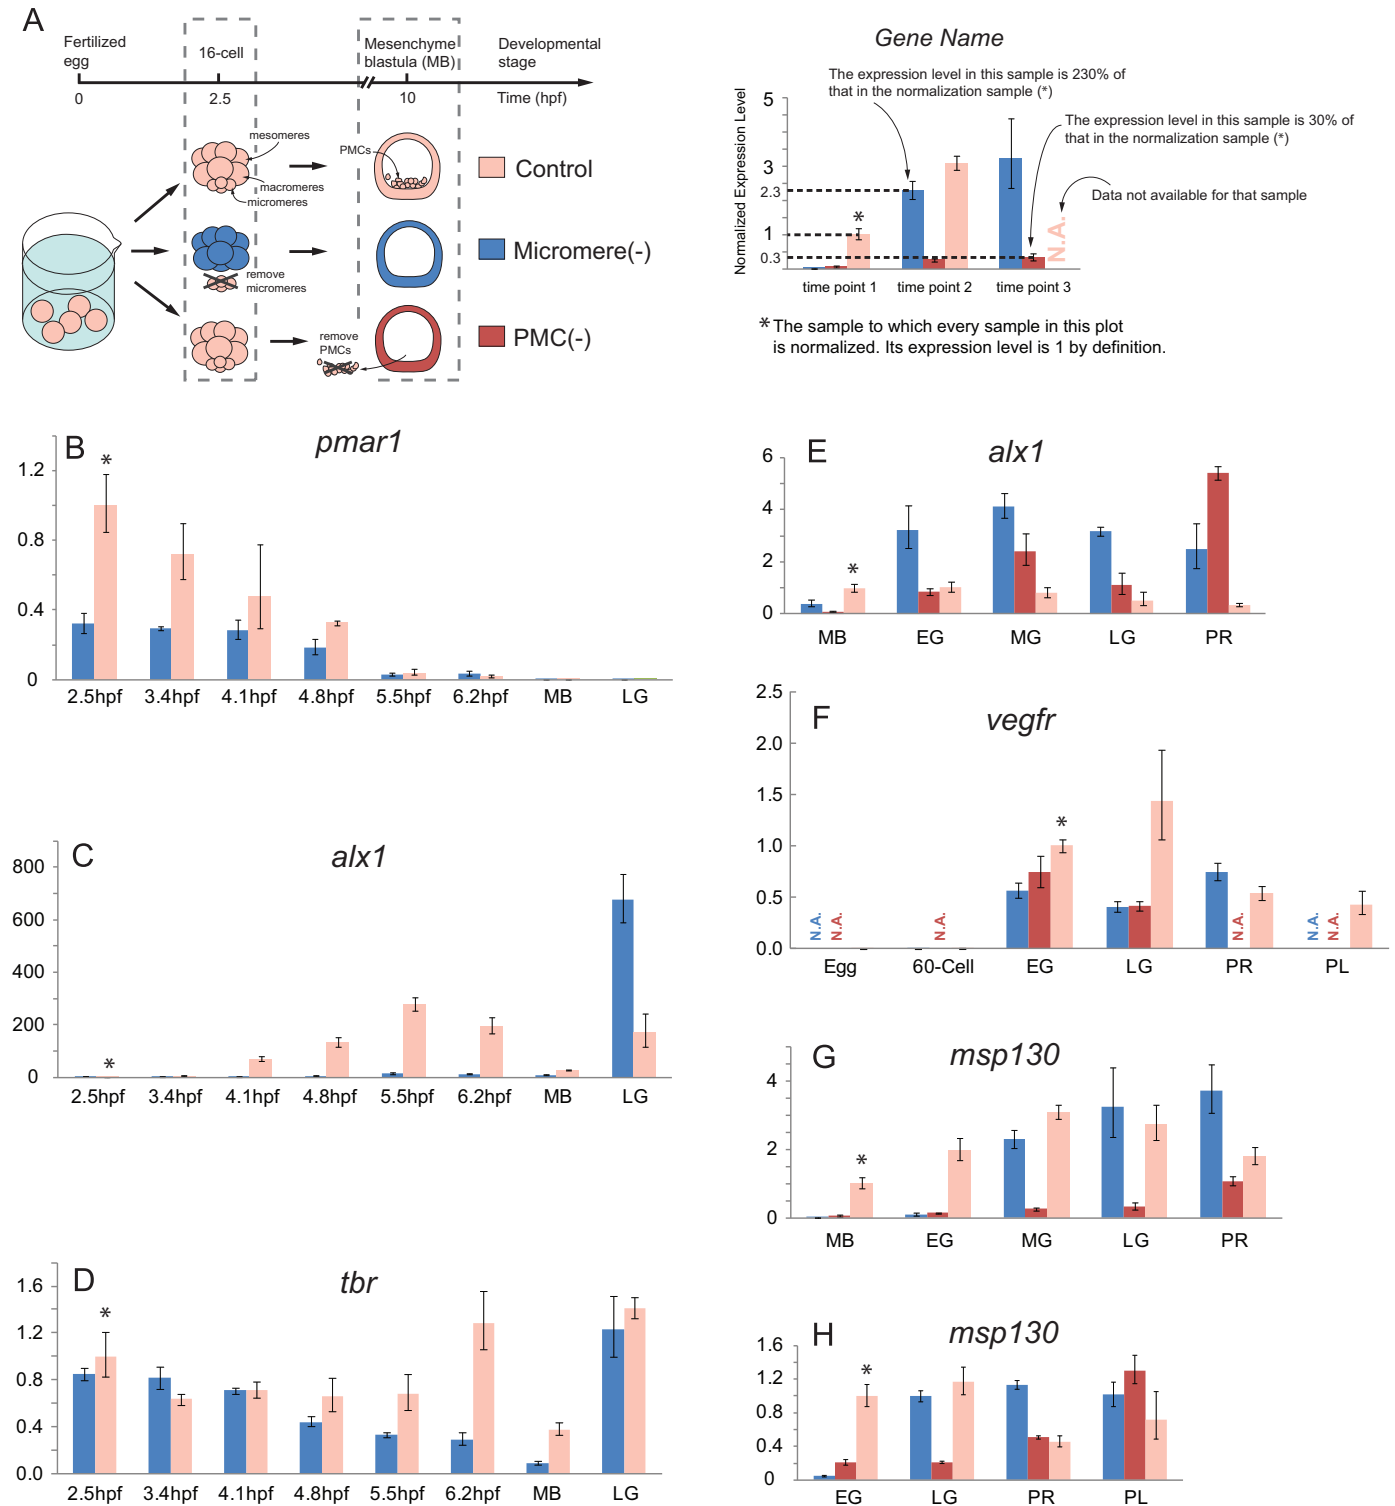 A
Fertilized
egg
16-cell
Mesenchyme
blastula (MB)
Developmental
stage
0
2.5
10
Time (hpf)
mesomeres
macromeres
micromeres
PMCs
Control
remove
micromeres
Micromere(-)
remove
PMCs
PMC(-)
Gene Name
The expression level in this sample is 230% of
that in the normalization sample (*)
The expression level in this sample is 30% of
that in the normalization sample (*)
Data not available for that sample
Normalized Expression Level
5
3
2.3
1
0.3
*
N.A.
time point 1
time point 2
time point 3
* The sample to which every sample in this plot
is normalized. Its expression level is 1 by definition.
B
pmar1
*
1.2
0.8
0.4
0
2.5hpf 3.4hpf 4.1hpf 4.8hpf 5.5hpf 6.2hpf MB LG
C
alx1
*
800
600
400
200
0
2.5hpf 3.4hpf 4.1hpf 4.8hpf 5.5hpf 6.2hpf MB LG
D
tbr
*
1.6
1.2
0.8
0.4
0.0
2.5hpf 3.4hpf 4.1hpf 4.8hpf 5.5hpf 6.2hpf MB LG
E
alx1
*
6
4
2
0
MB EG MG LG PR
F
vegfr
*
2.5
2.0
1.5
1.0
0.5
0.0
N.A. N.A. N.A. N.A. N.A. N.A.
Egg 60-Cell EG LG PR PL
G
msp130
*
4
2
0
MB EG MG LG PR
H
msp130
*
1.6
1.2
0.8
0.4
0
EG LG PR PL